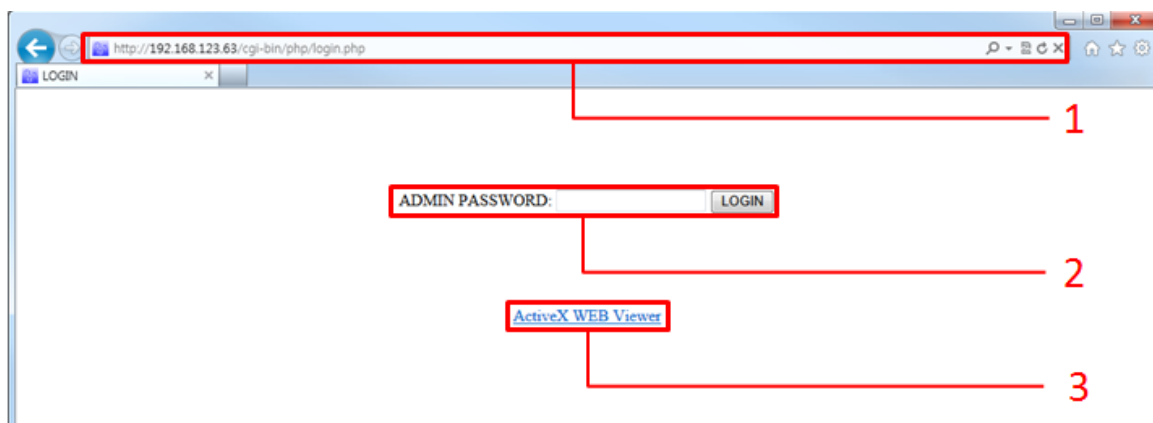 http://192.168.123.63/cgi-bin/php/login.php
LOGIN
1
ADMIN PASSWORD: LOGIN
2
ActiveX WEB Viewer
3